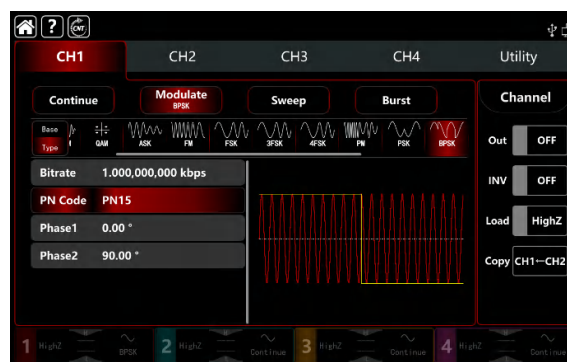 ? CNT
CH1 CH2 CH3 CH4 Utility
Continue Modulate BPSK Sweep Burst Channel
Base Type QAM ASK FM FSK 3FSK 4FSK PM PSK BPSK
Out OFF
Bitrate 1.000,000,000 kbps
INV OFF
PN Code PN15
Load HighZ
Phase1 0.00 °
Phase2 90.00 °
Copy CH1←CH2
1 HighZ BPSK 2 HighZ Continue 3 HighZ Continue 4 HighZ Continue